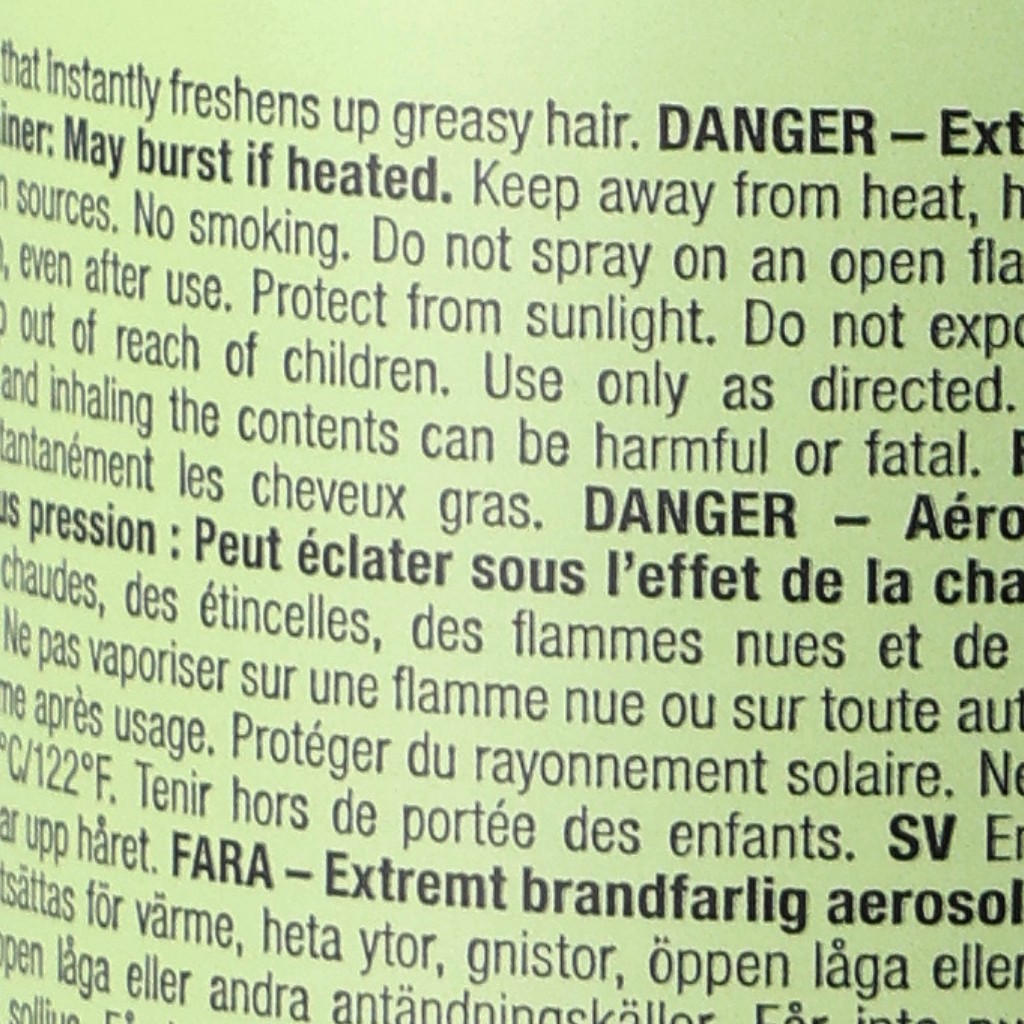 that instantly freshens up greasy hair. DANGER – Ext
iner: May burst if heated. Keep away from heat, h
n sources. No smoking. Do not spray on an open fla
, even after use. Protect from sunlight. Do not expo
out of reach of children. Use only as directed.
and inhaling the contents can be harmful or fatal.
tantanément les cheveux gras. DANGER – Aéro
us pression : Peut éclater sous l'effet de la cha
chaudes, des étincelles, des flammes nues et de
Ne pas vaporiser sur une flamme nue ou sur toute aut
me après usage. Protéger du rayonnement solaire. Ne
°C/122°F. Tenir hors de portée des enfants. SV En
ar upp håret. FARA – Extremt brandfarlig aerosol
tsättas för värme, heta ytor, gnistor, öppen låga eller
ppen låga eller andra antändningskällor. Får inte